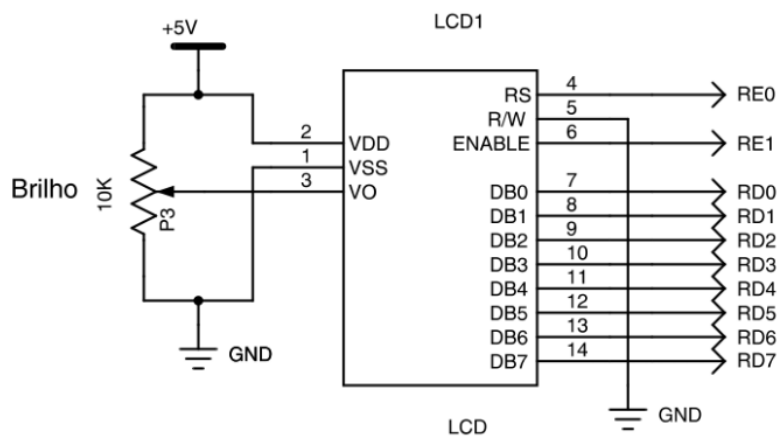 LCD1
+5V
4
RS
RE0
5
R/W
6
ENABLE
RE1
2
VDD
1
VSS
3
VO
Brilho
10K
P3
7
DB0
RD0
8
DB1
RD1
9
DB2
RD2
10
DB3
RD3
11
DB4
RD4
12
DB5
RD5
13
DB6
RD6
14
DB7
RD7
GND
GND
LCD